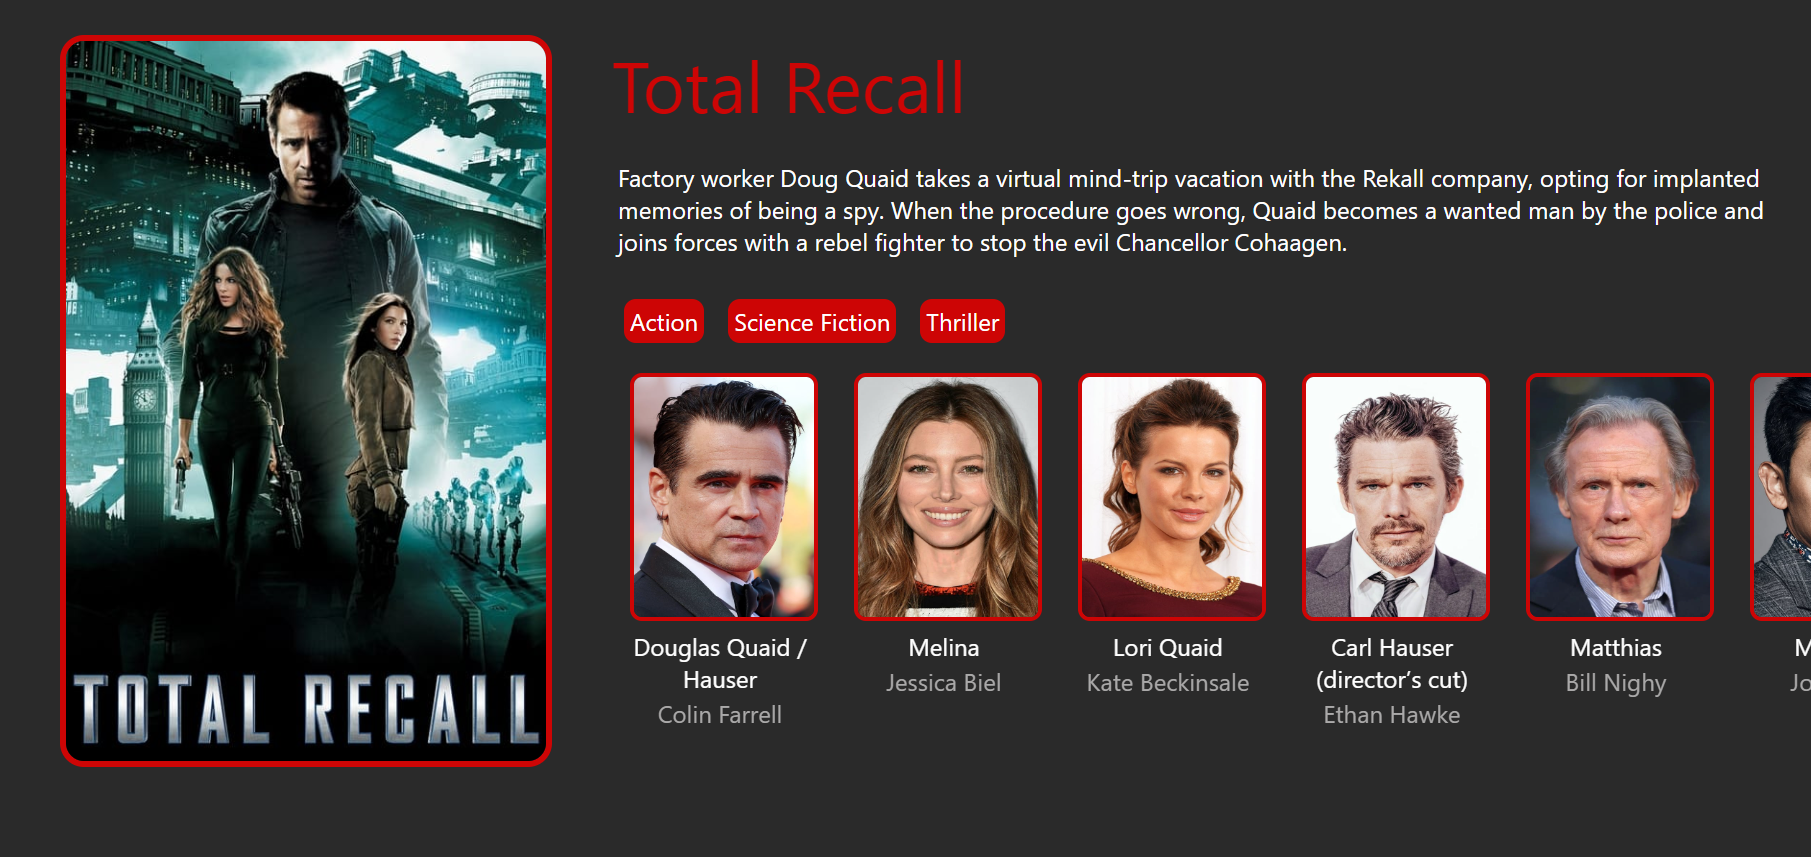 TOTAL RECALL
Total Recall
Factory worker Doug Quaid takes a virtual mind-trip vacation with the Rekall company, opting for implanted
memories of being a spy. When the procedure goes wrong, Quaid becomes a wanted man by the police and
joins forces with a rebel fighter to stop the evil Chancellor Cohaagen.
Action
Science Fiction
Thriller
Douglas Quaid /
Hauser
Colin Farrell
Melina
Jessica Biel
Lori Quaid
Kate Beckinsale
Carl Hauser
(director’s cut)
Ethan Hawke
Matthias
Bill Nighy